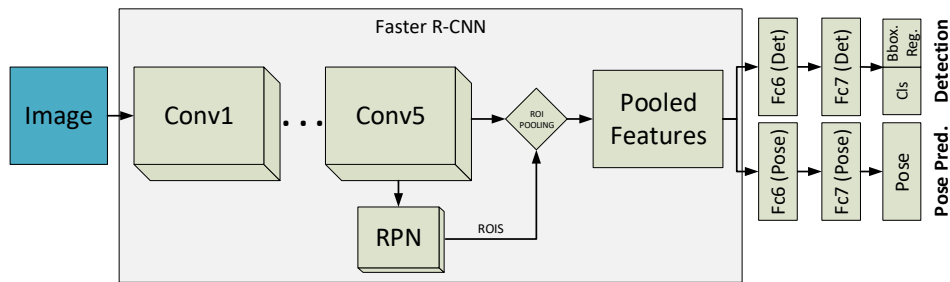 Faster R-CNN
Image
Conv1
. . .
Conv5
ROI
POOLING
Pooled
Features
RPN
ROIS
Fc6 (Det)
Fc7 (Det)
Cls
Bbox.
Reg.
Detection
Fc6 (Pose)
Fc7 (Pose)
Pose
Pose Pred.